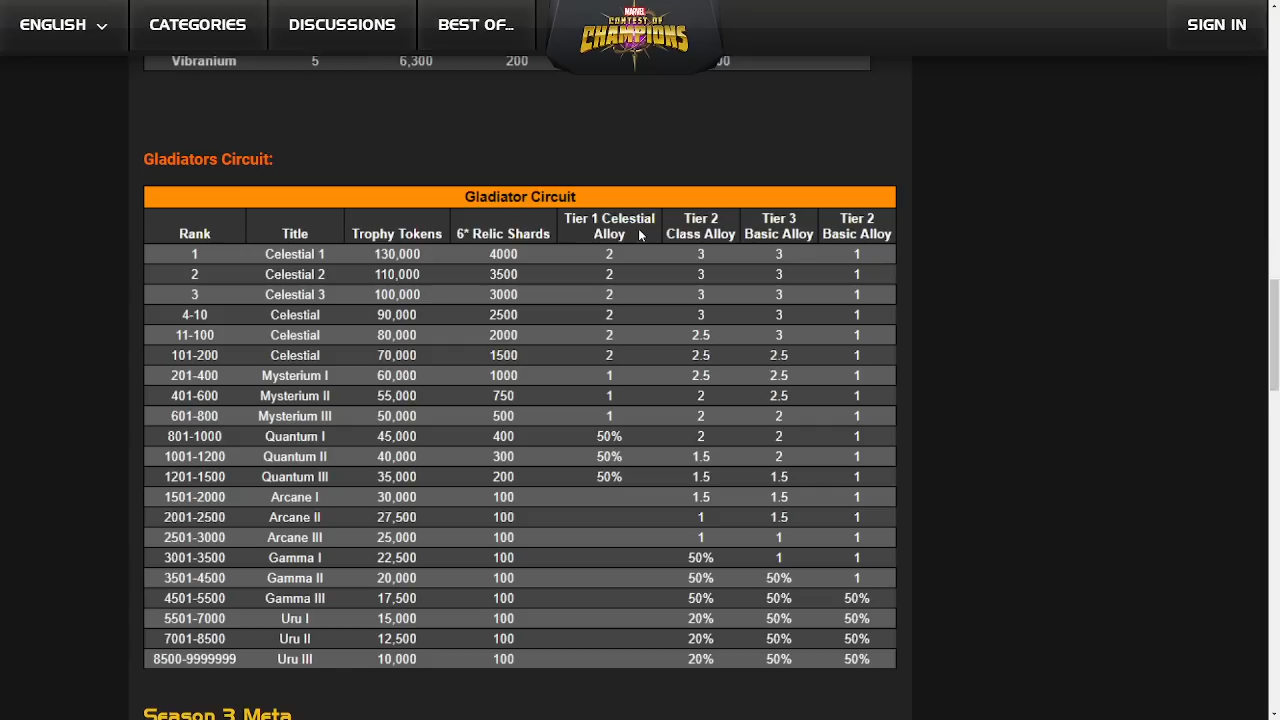 ENGLISH CATEGORIES DISCUSSIONS BEST OF... MARVEL CONTEST OF CHAMPIONS SIGN IN
Vibranium 5 6,300 200
Gladiators Circuit:
Gladiator Circuit
Rank Title Trophy Tokens 6* Relic Shards Tier 1 Celestial Alloy Tier 2 Class Alloy Tier 3 Basic Alloy Tier 2 Basic Alloy
1 Celestial 1 130,000 4000 2 3 3 1
2 Celestial 2 110,000 3500 2 3 3 1
3 Celestial 3 100,000 3000 2 3 3 1
4-10 Celestial 90,000 2500 2 3 3 1
11-100 Celestial 80,000 2000 2 2.5 3 1
101-200 Celestial 70,000 1500 2 2.5 2.5 1
201-400 Mysterium I 60,000 1000 1 2.5 2.5 1
401-600 Mysterium II 55,000 750 1 2 2.5 1
601-800 Mysterium III 50,000 500 1 2 2 1
801-1000 Quantum I 45,000 400 50% 2 2 1
1001-1200 Quantum II 40,000 300 50% 1.5 2 1
1201-1500 Quantum III 35,000 200 50% 1.5 1.5 1
1501-2000 Arcane I 30,000 100 1.5 1.5 1
2001-2500 Arcane II 27,500 100 1 1.5 1
2501-3000 Arcane III 25,000 100 1 1 1
3001-3500 Gamma I 22,500 100 50% 1 1
3501-4500 Gamma II 20,000 100 50% 50% 1
4501-5500 Gamma III 17,500 100 50% 50% 50%
5501-7000 Uru I 15,000 100 20% 50% 50%
7001-8500 Uru II 12,500 100 20% 50% 50%
8500-9999999 Uru III 10,000 100 20% 50% 50%
Season 3 Meta